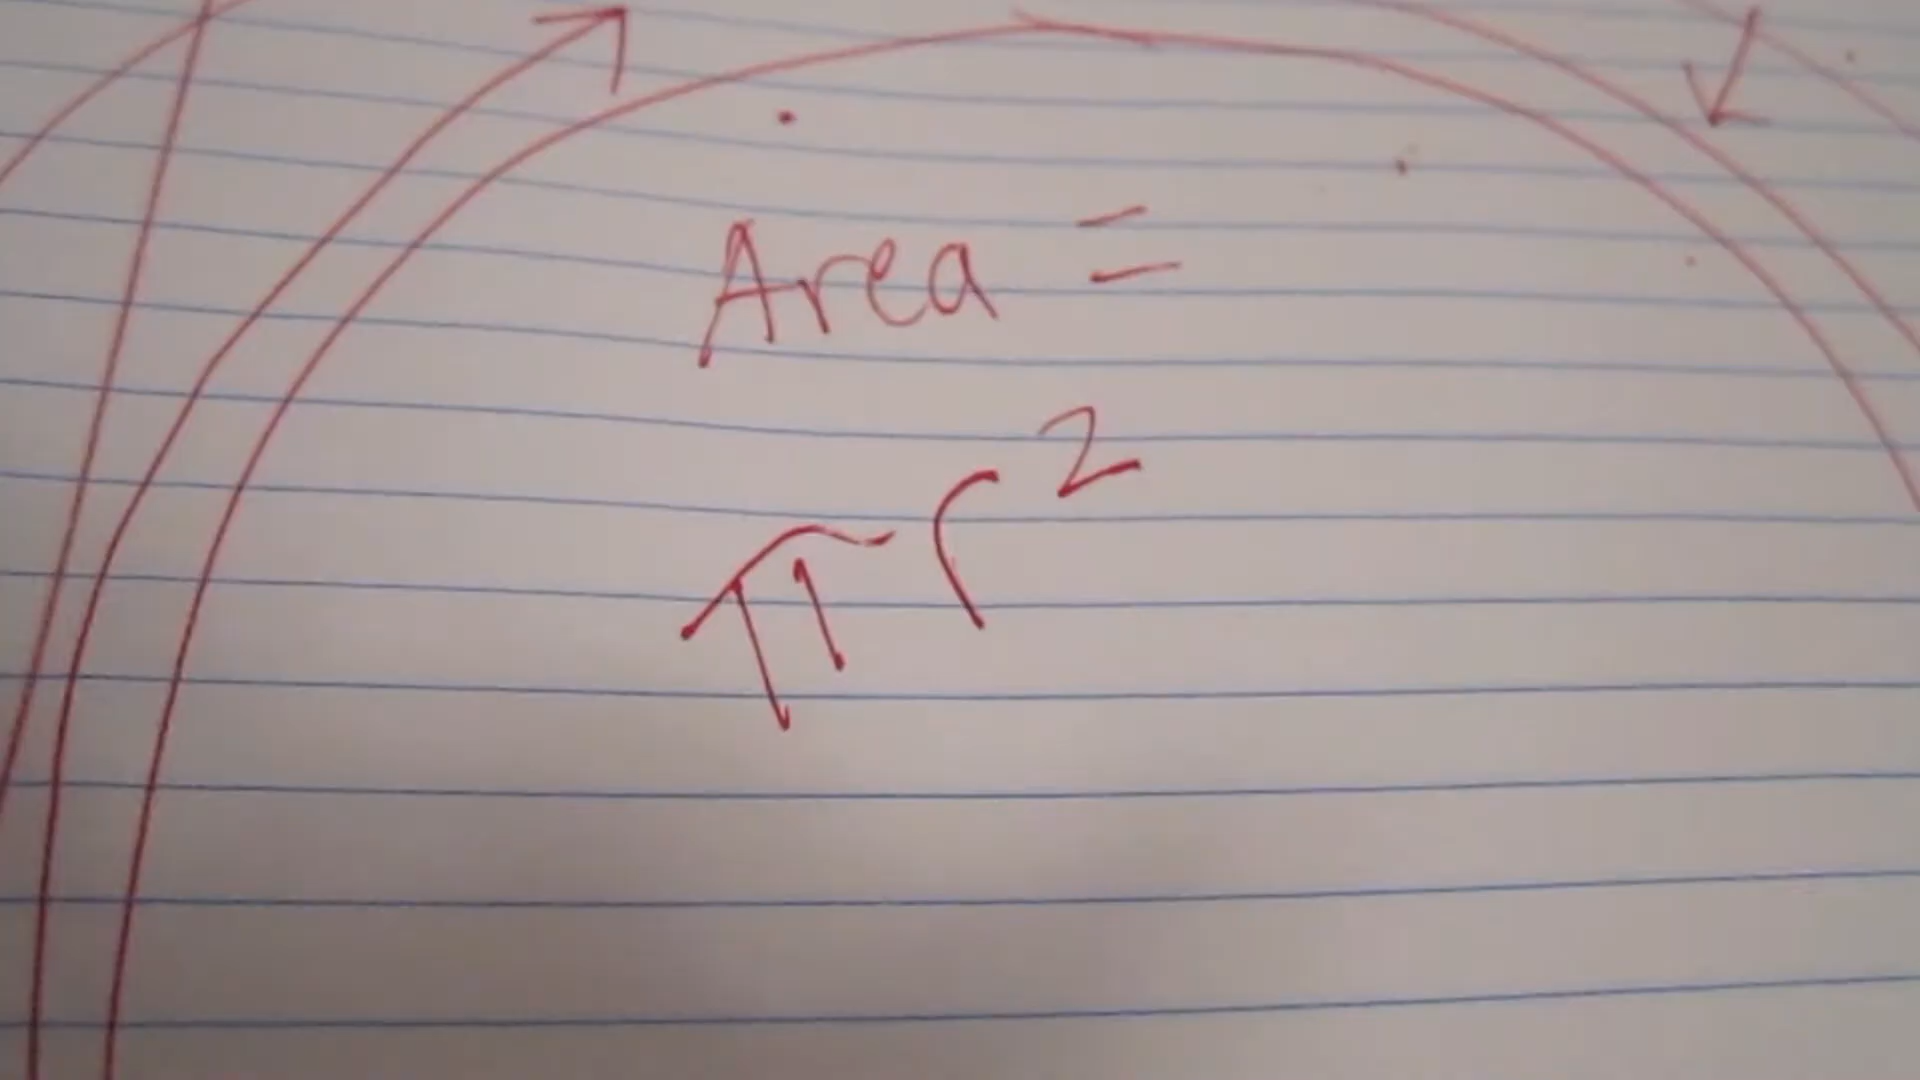 Area =
πr²